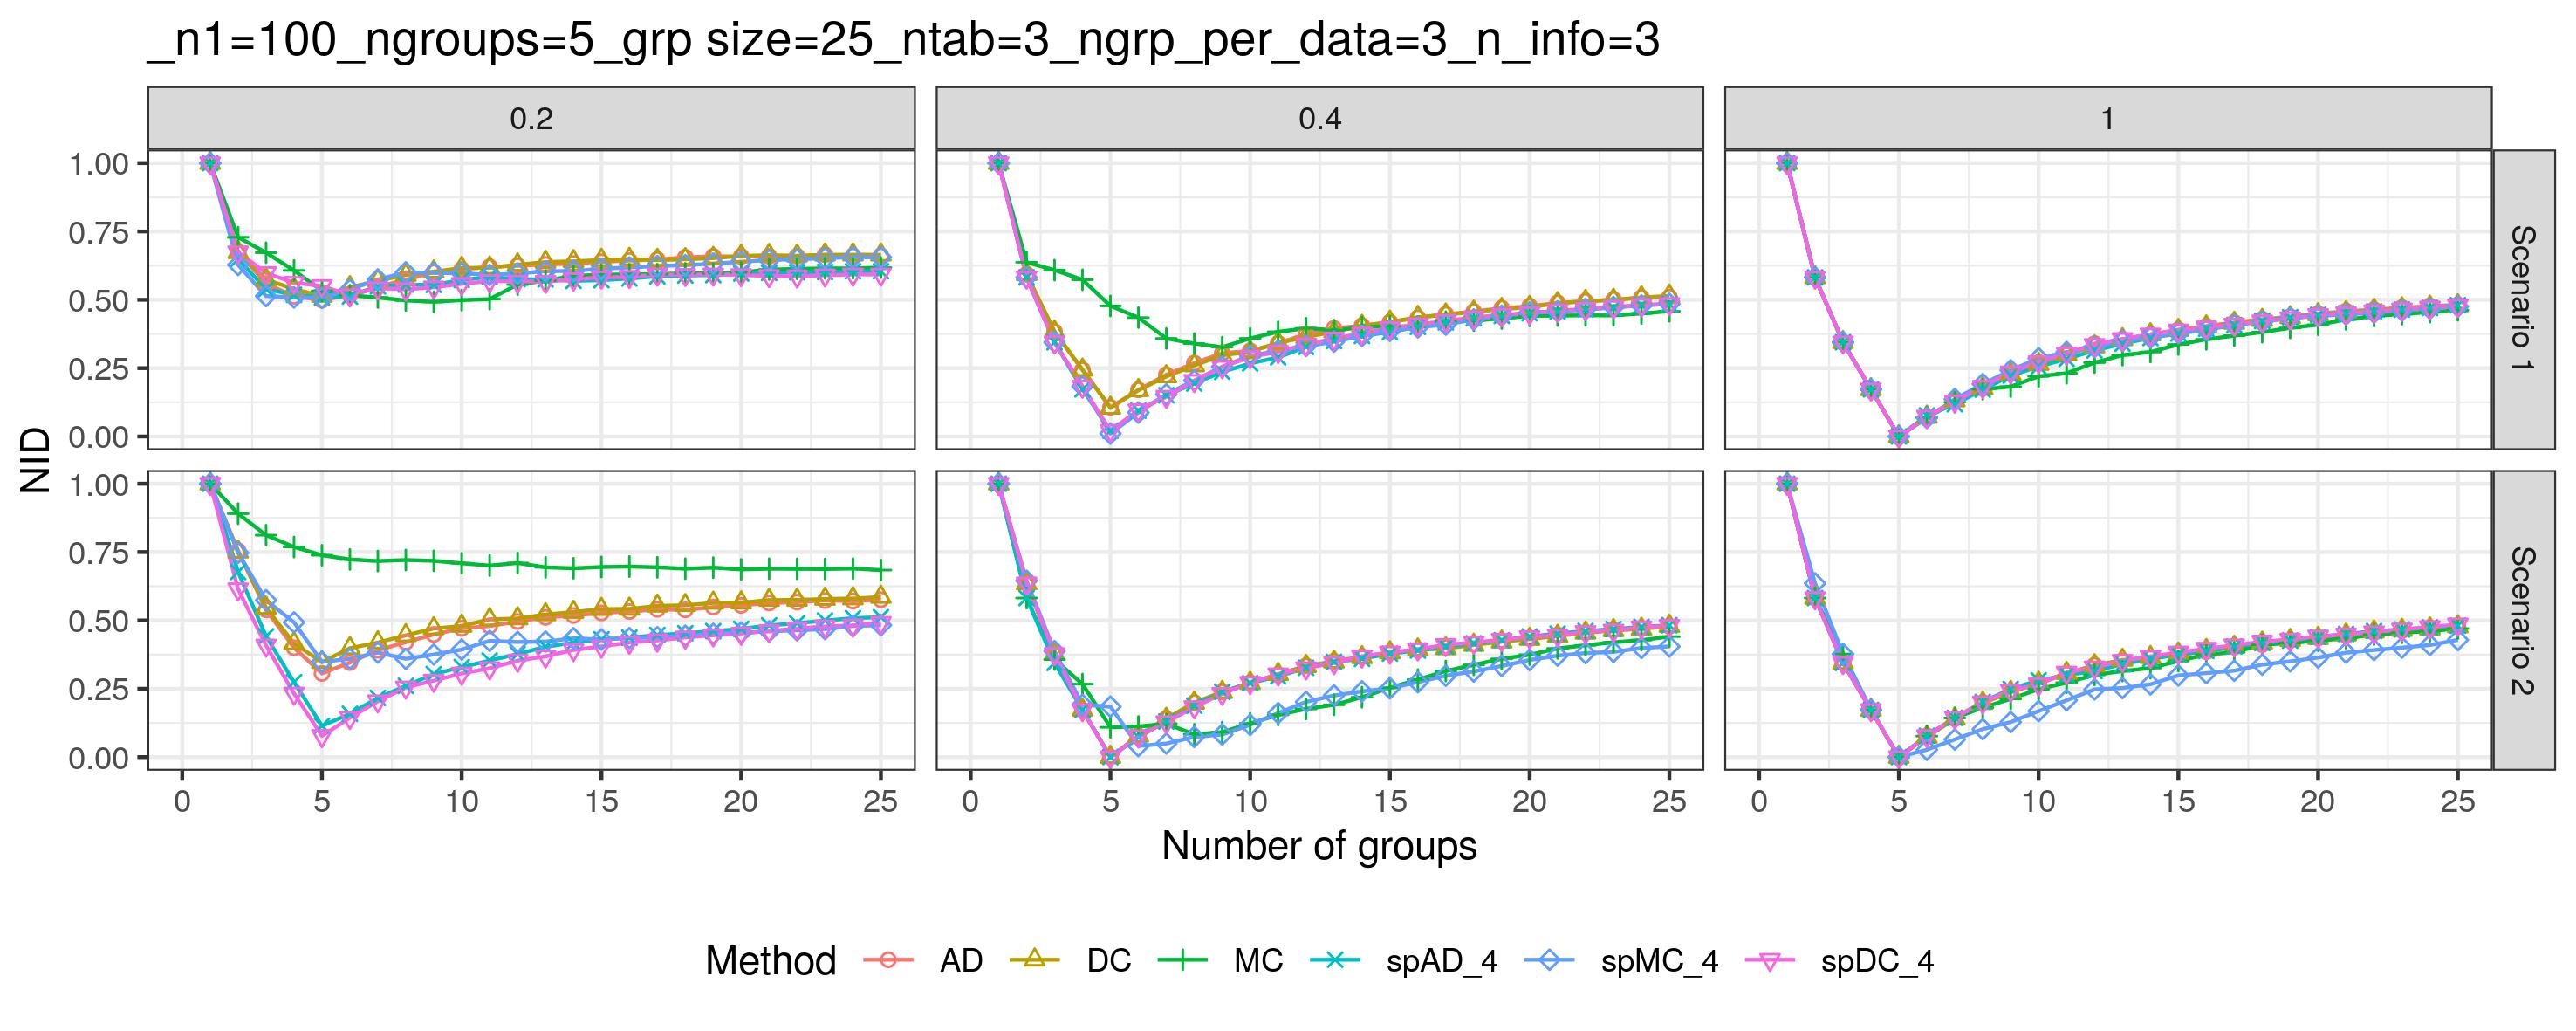 _n1=100_ngroups=5_grp size=25_ntab=3_ngrp_per_data=3_n_info=3
0.2 0.4 1
1.00
0.75
0.50
0.25
0.00
Scenario 1
NID
1.00
0.75
0.50
0.25
0.00
Scenario 2
0 5 10 15 20 25 0 5 10 15 20 25 0 5 10 15 20 25
Number of groups
Method AD DC MC spAD_4 spMC_4 spDC_4